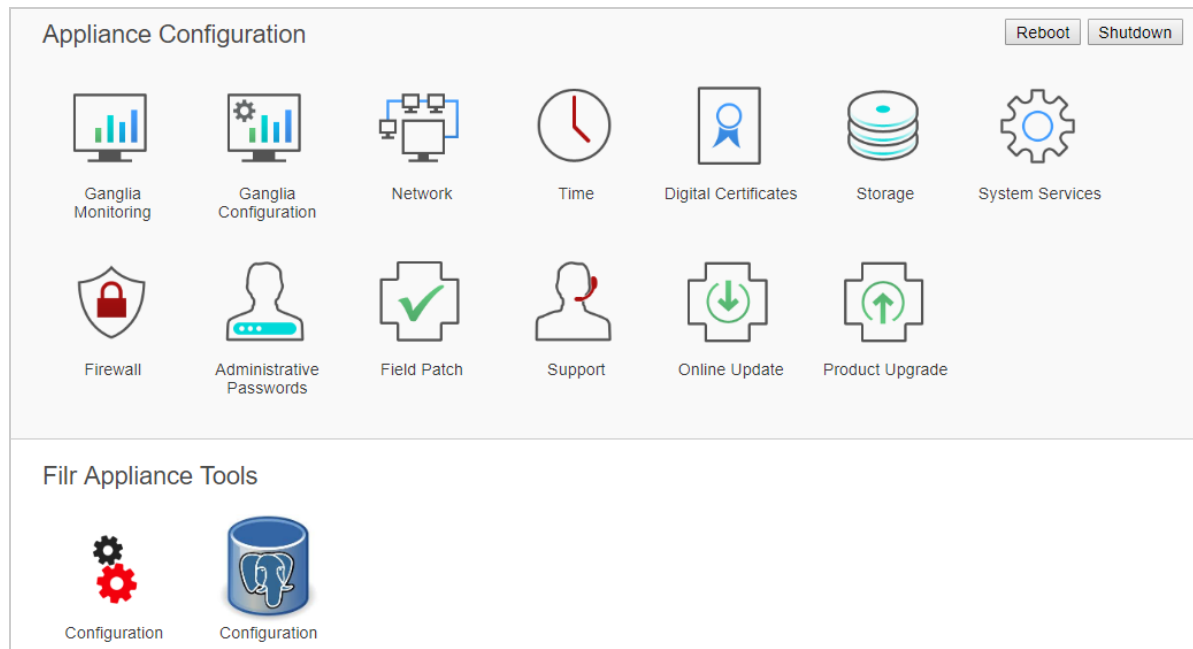 Appliance Configuration
Reboot
Shutdown
Ganglia
Monitoring
Ganglia
Configuration
Network
Time
Digital Certificates
Storage
System Services
Firewall
Administrative
Passwords
Field Patch
Support
Online Update
Product Upgrade
Filr Appliance Tools
Configuration
Configuration